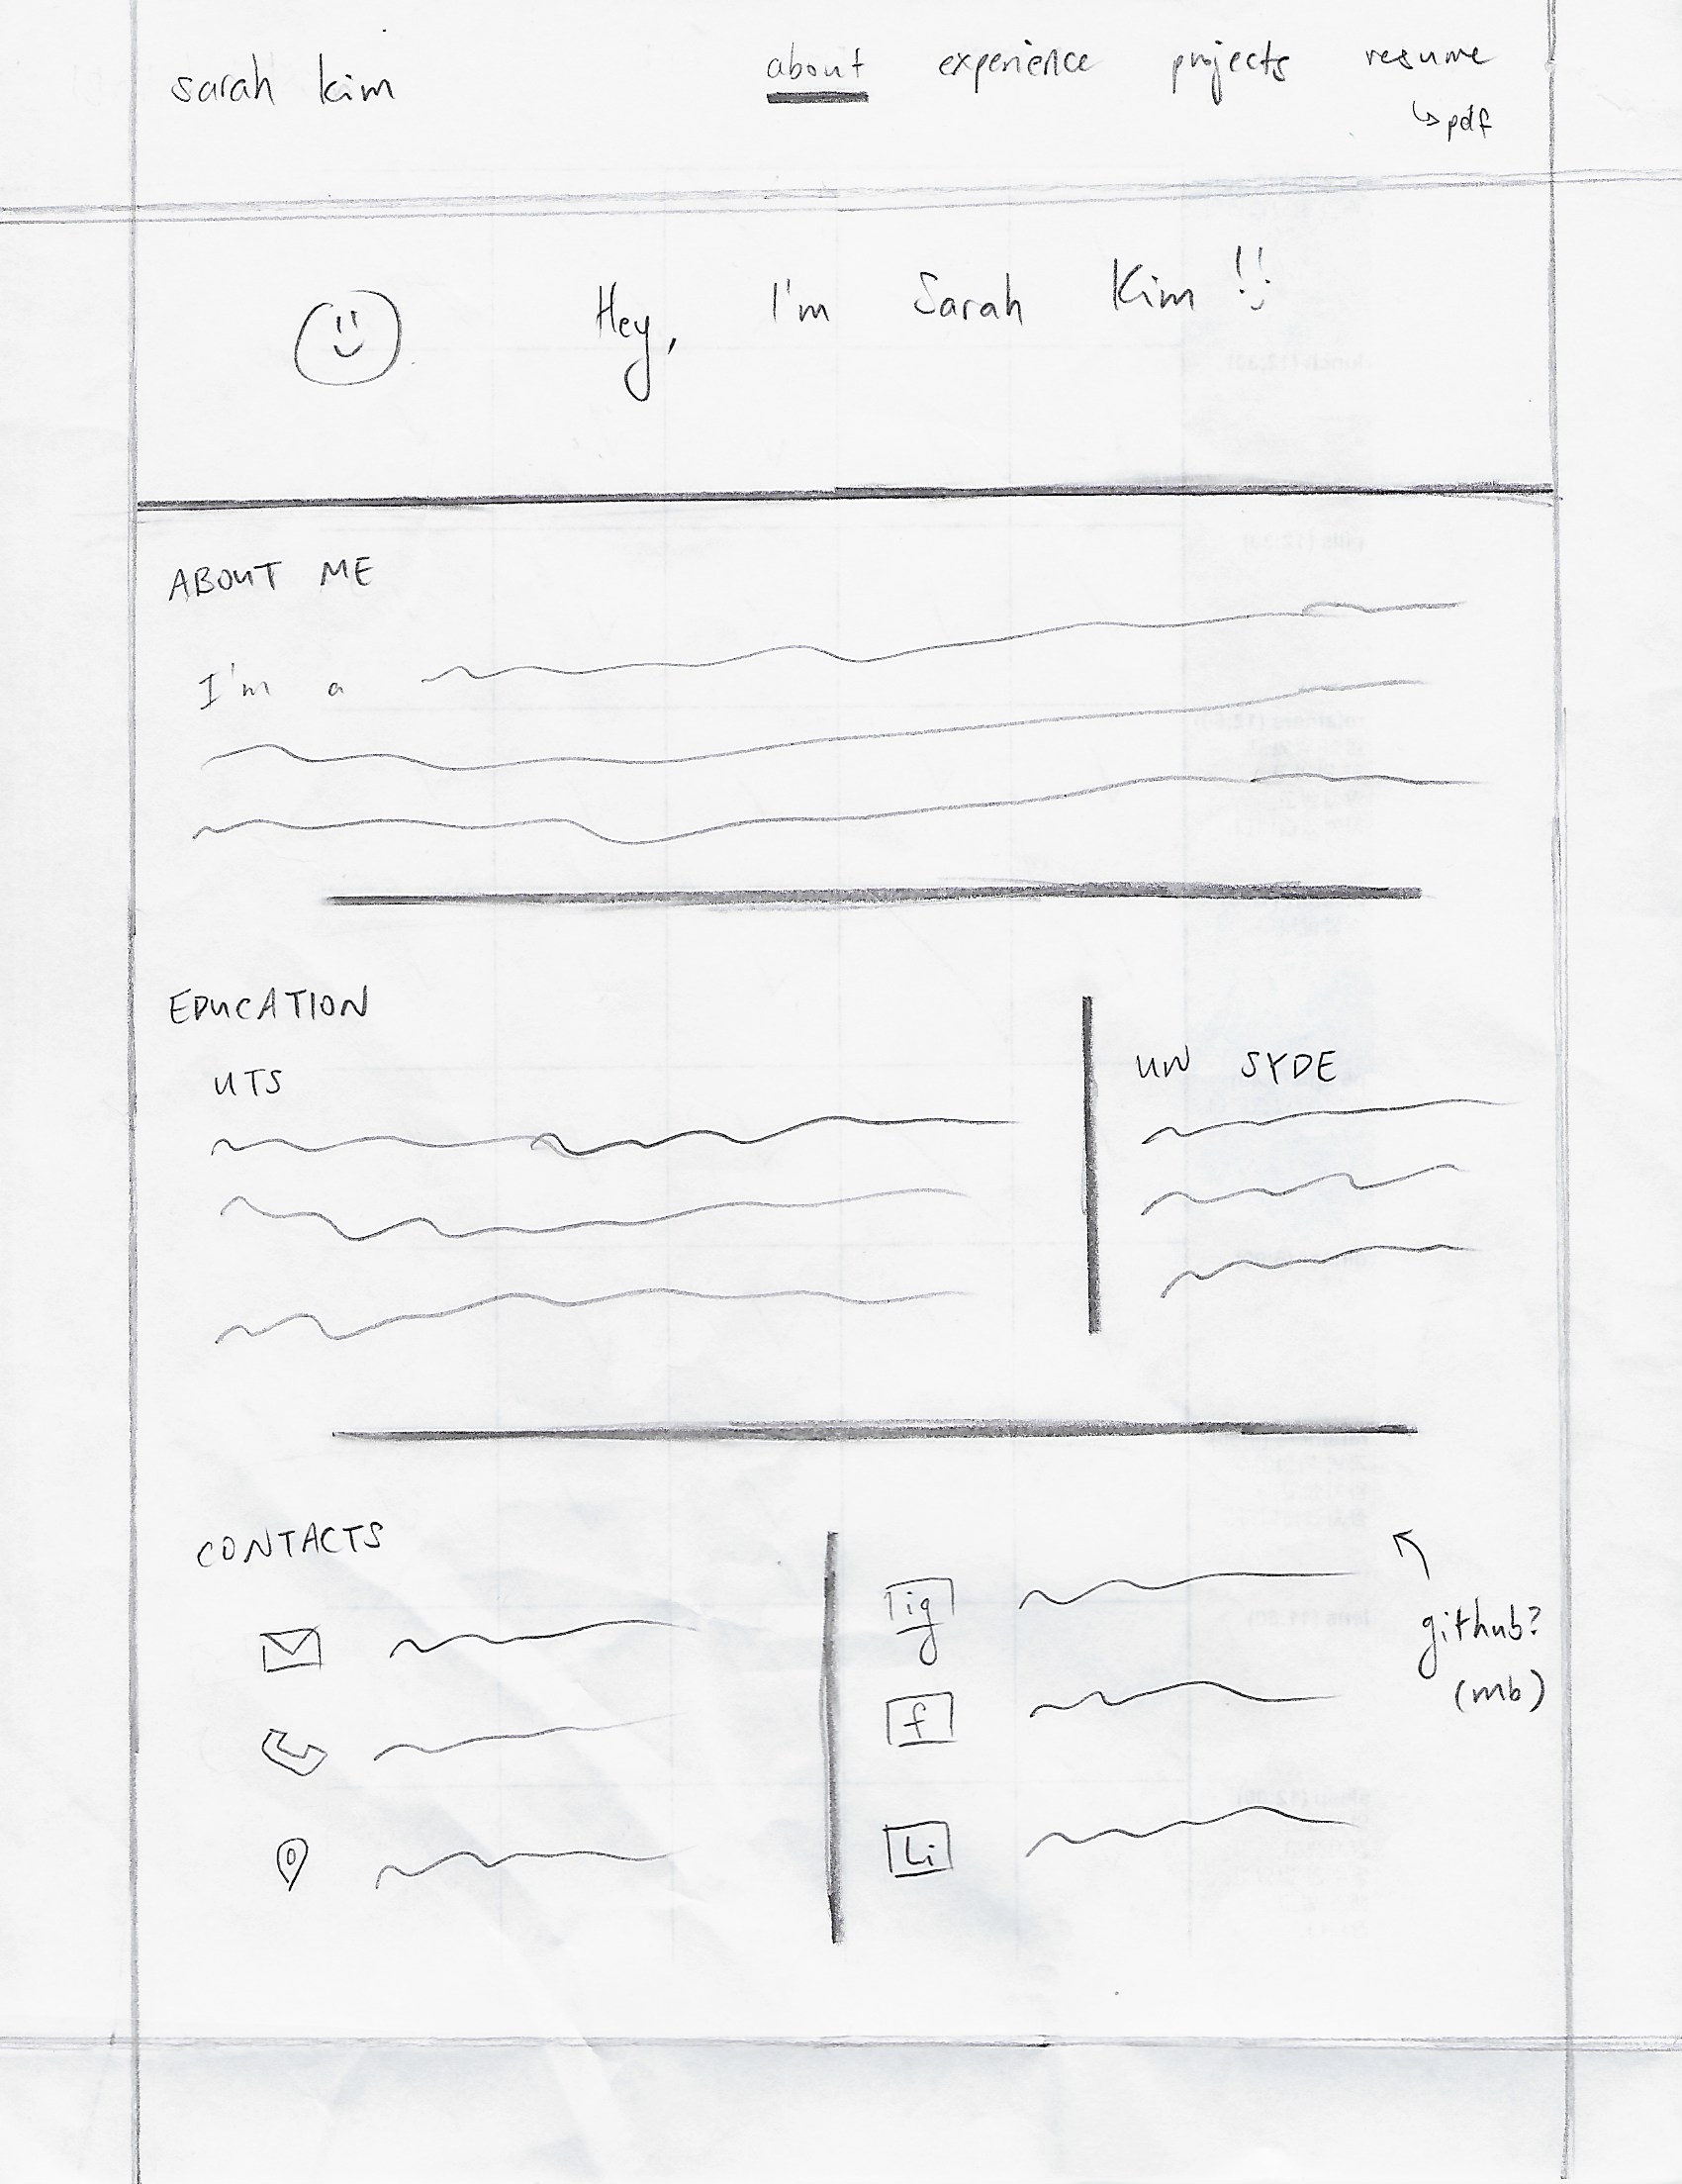 sarah kim
about experience projects resume
↳ pdf
Hey, I'm Sarah Kim !!
ABOUT ME
I'm a
EDUCATION
UTS
UW SYDE
CONTACTS
ig
github?
(mb)
f
Li